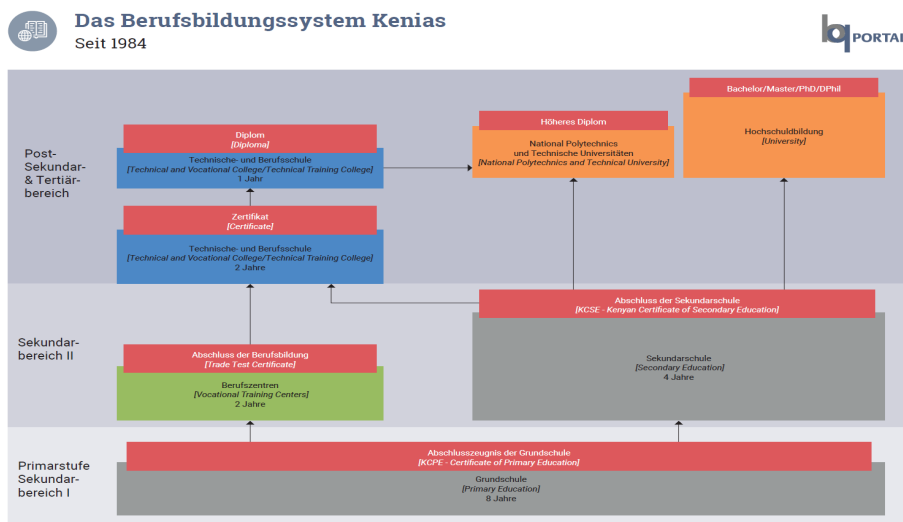 Das Berufsbildungssystem Kenias
Seit 1984
bq PORTAL
Post-
Sekundar-
& Tertiär-
bereich
Diplom
[Diploma]
Technische- und Berufsschule
[Technical and Vocational College/Technical Training College]
1 Jahr
Höheres Diplom
National Polytechnics
und Technische Universitäten
[National Polytechnics and Technical University]
Bachelor/Master/PhD/DPhil
Hochschuldbildung
[University]
Zertifikat
[Certificate]
Technische- und Berufsschule
[Technical and Vocational College/Technical Training College]
2 Jahre
Sekundar-
bereich II
Abschluss der Berufsbildung
[Trade Test Certificate]
Berufszentren
[Vocational Training Centers]
2 Jahre
Abschluss der Sekundarschule
[KCSE - Kenyan Certificate of Secondary Education]
Sekundarschule
[Secondary Education]
4 Jahre
Primarstufe
Sekundar-
bereich I
Abschlusszeugnis der Grundschule
[KCPE - Certificate of Primary Education]
Grundschule
[Primary Education]
8 Jahre